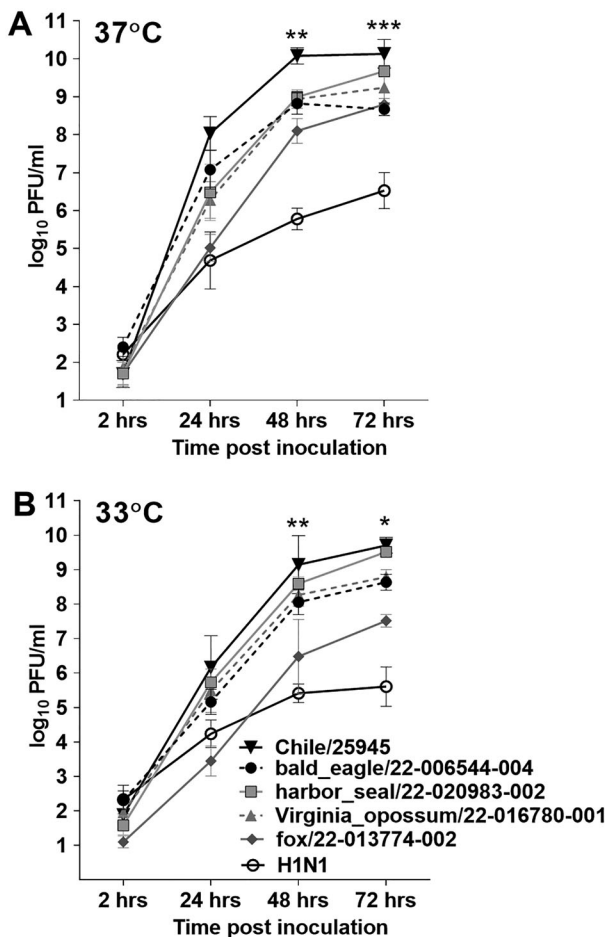 A 37°C
** ***
11
10
9
8
7
6
5
4
3
2
1
log10 PFU/ml
2 hrs 24 hrs 48 hrs 72 hrs
Time post inoculation
B 33°C
** *
11
10
9
8
7
6
5
4
3
2
1
log10 PFU/ml
Chile/25945
bald_eagle/22-006544-004
harbor_seal/22-020983-002
Virginia_opossum/22-016780-001
fox/22-013774-002
H1N1
2 hrs 24 hrs 48 hrs 72 hrs
Time post inoculation